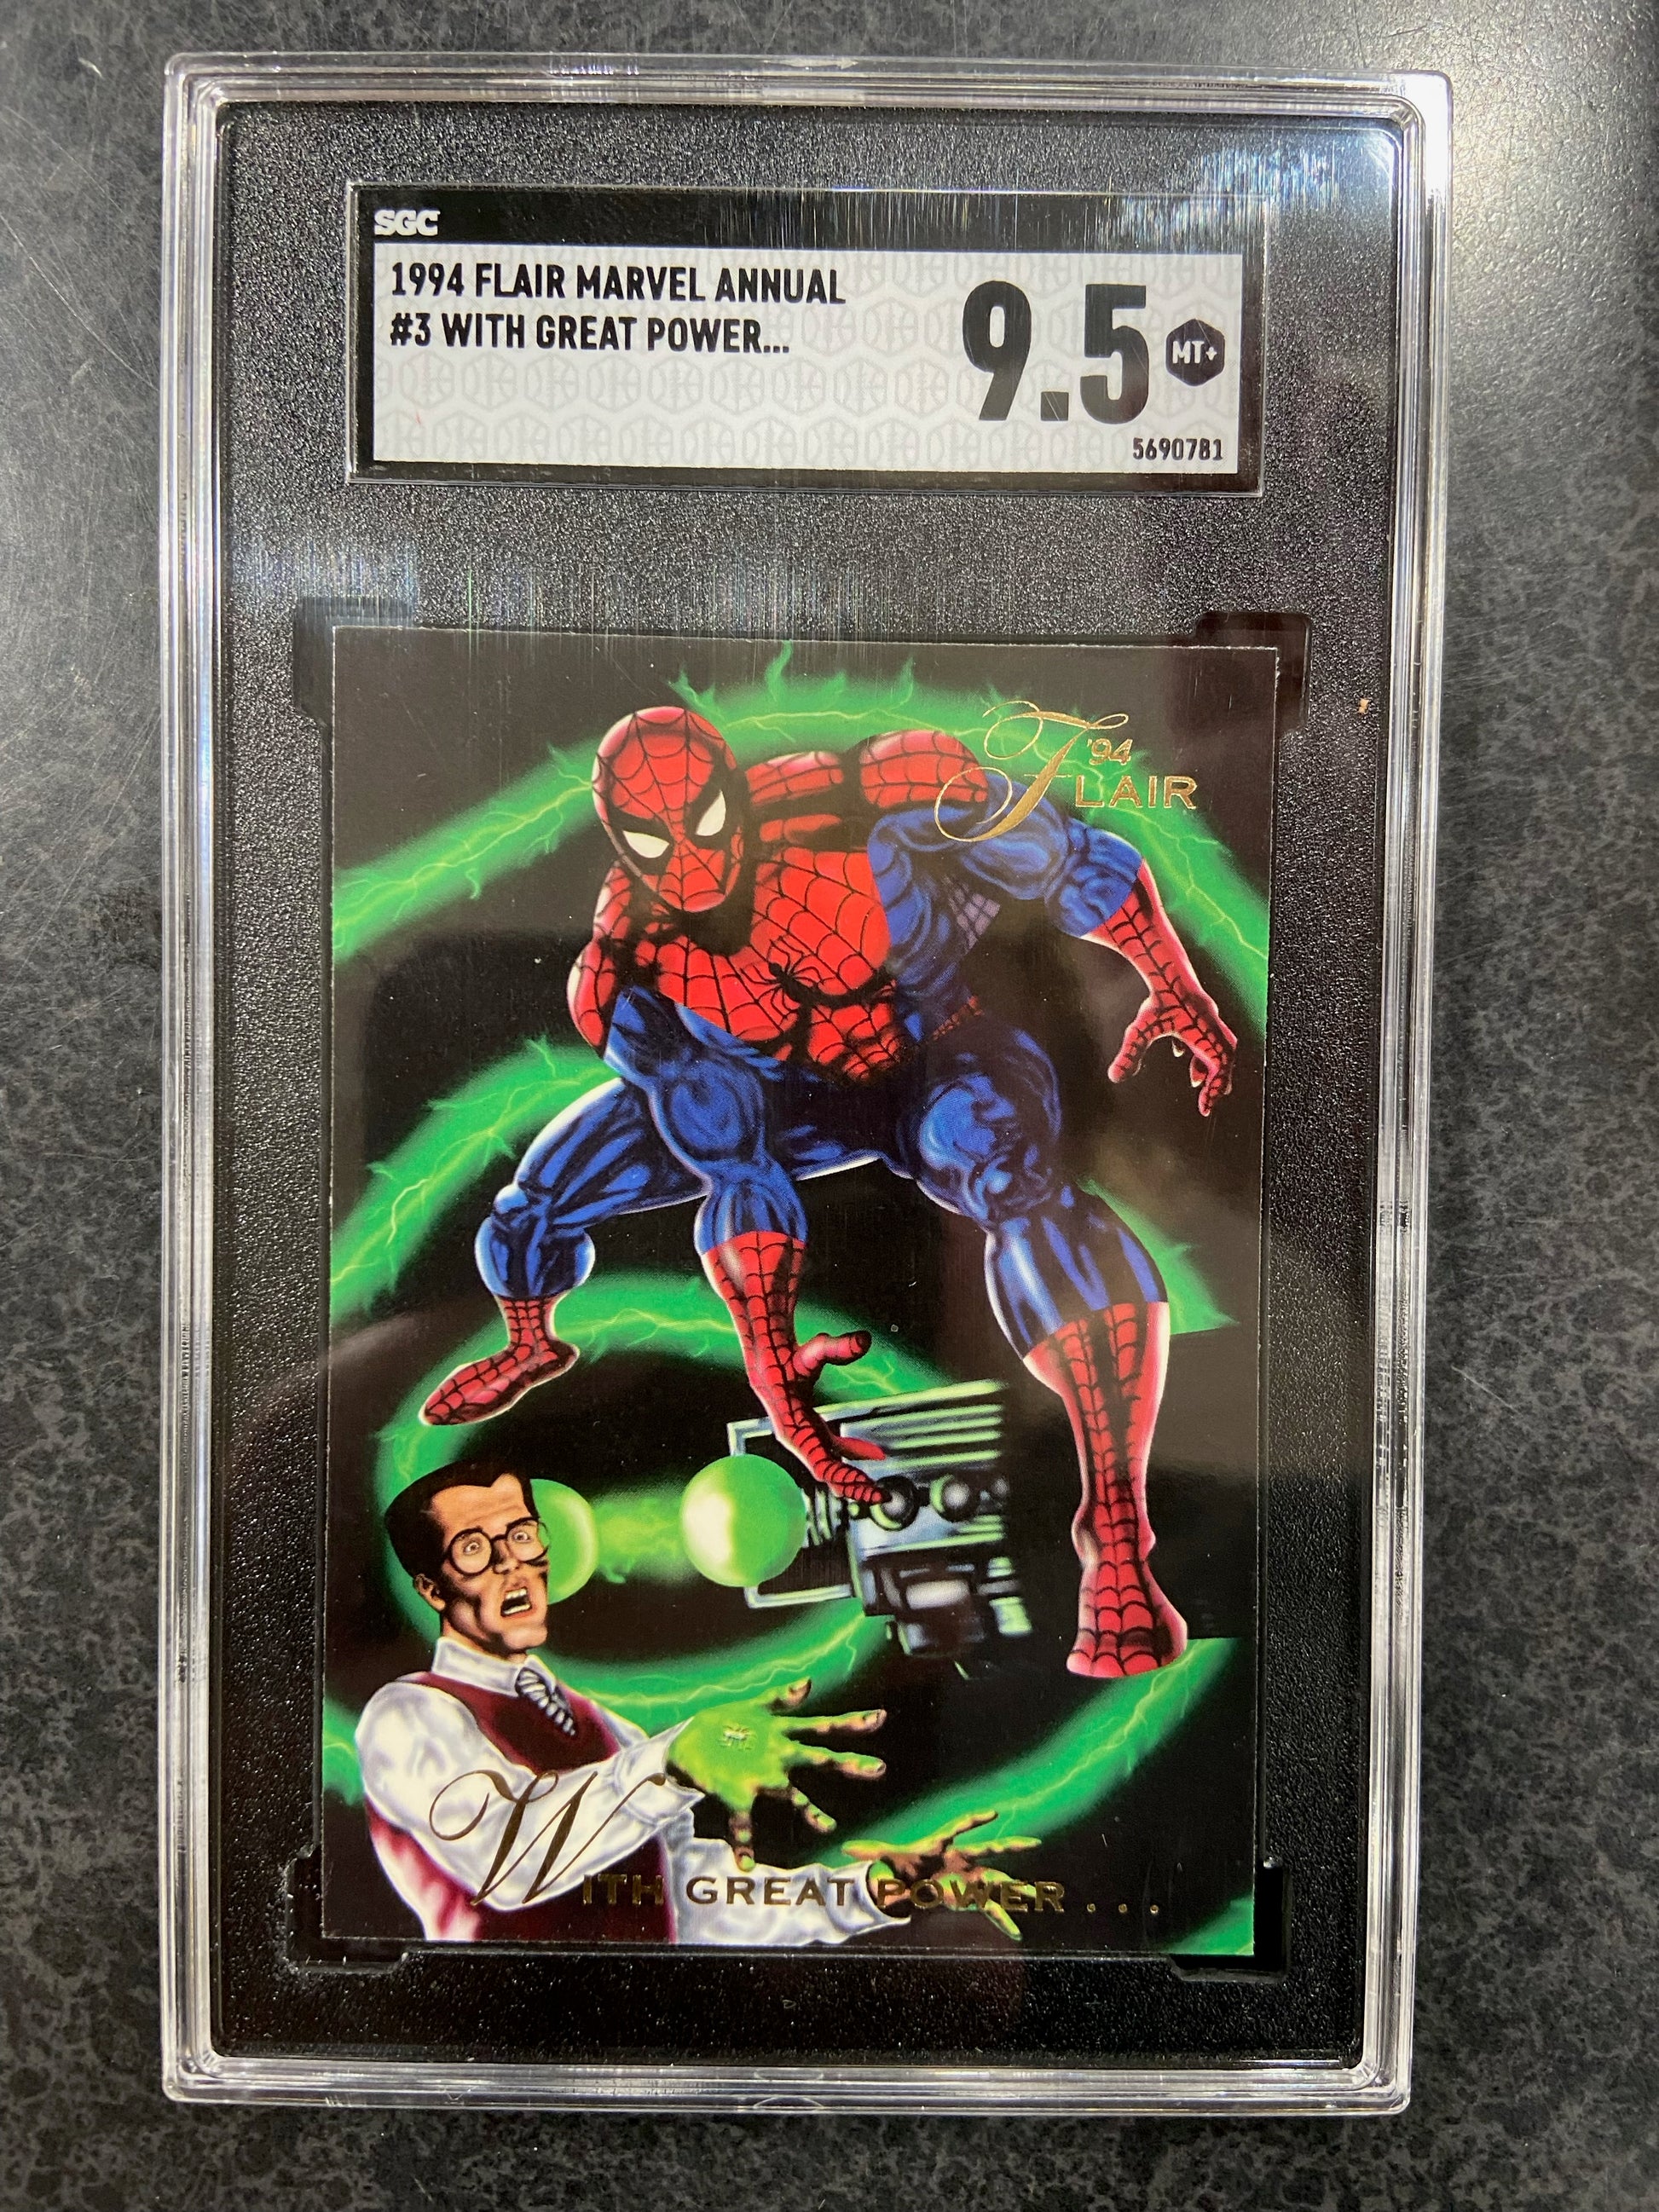 SGC
1994 FLAIR MARVEL ANNUAL
#3 WITH GREAT POWER...
9.5 MT+
5690781
'94
FLAIR
WITH GREAT POWER...